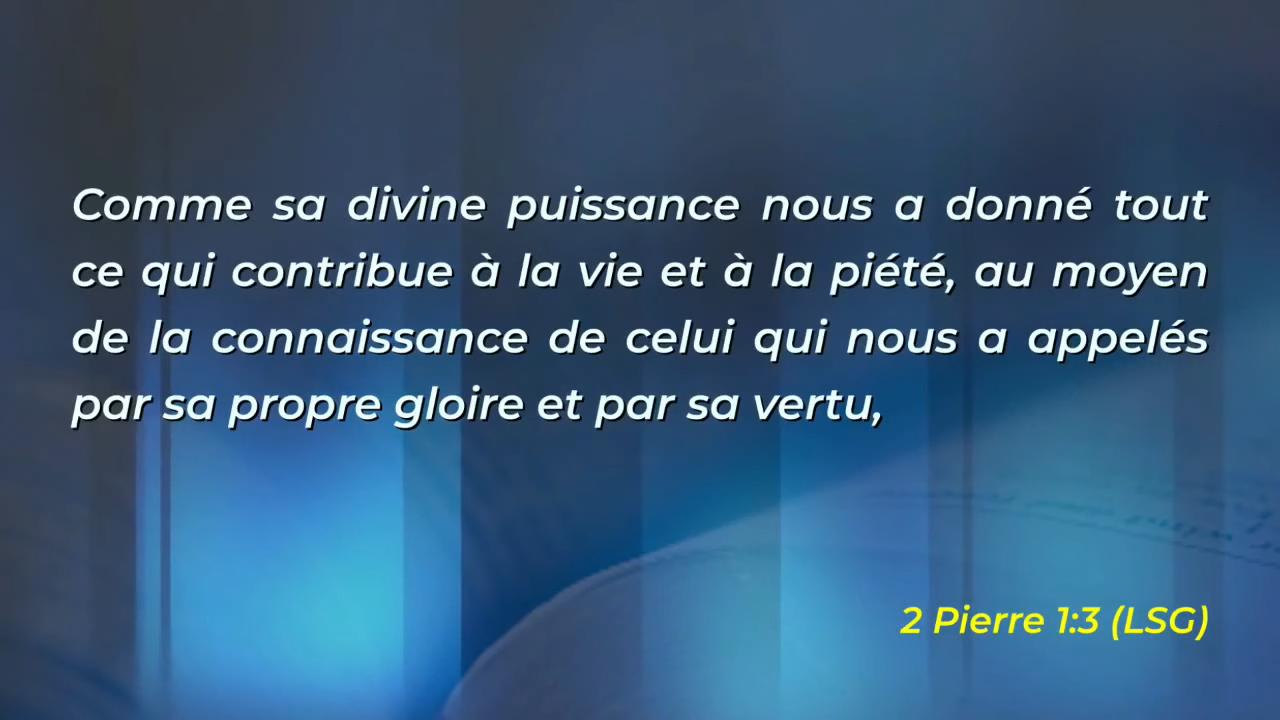 Comme sa divine puissance nous a donné tout
ce qui contribue à la vie et à la piété, au moyen
de la connaissance de celui qui nous a appelés
par sa propre gloire et par sa vertu,
2 Pierre 1:3 (LSG)